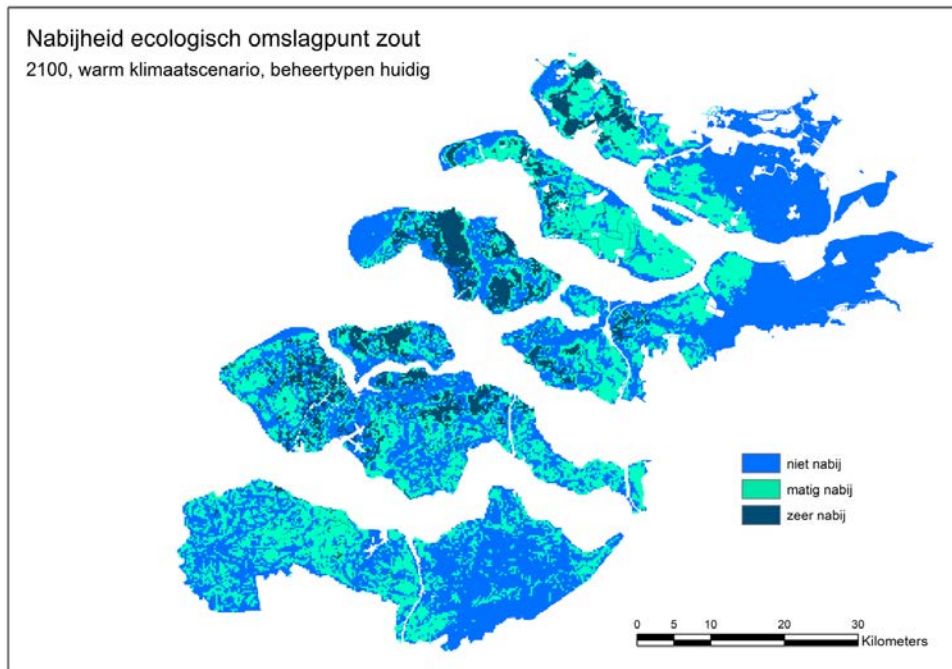 Nabijheid ecologisch omslagpunt zout
2100, warm klimaatscenario, beheertypen huidig
niet nabij
matig nabij
zeer nabij
0 5 10 20 30
Kilometers